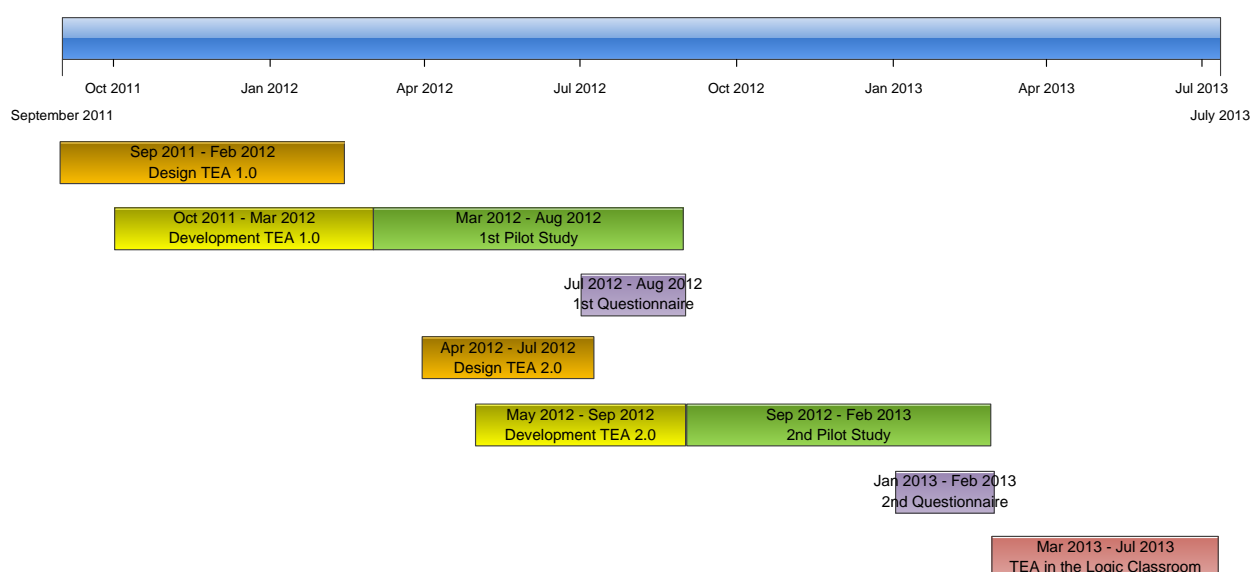 Oct 2011 Jan 2012 Apr 2012 Jul 2012 Oct 2012 Jan 2013 Apr 2013 Jul 2013
September 2011 July 2013
Sep 2011 - Feb 2012
Design TEA 1.0
Oct 2011 - Mar 2012
Development TEA 1.0
Mar 2012 - Aug 2012
1st Pilot Study
Jul 2012 - Aug 2012
1st Questionnaire
Apr 2012 - Jul 2012
Design TEA 2.0
May 2012 - Sep 2012
Development TEA 2.0
Sep 2012 - Feb 2013
2nd Pilot Study
Jan 2013 - Feb 2013
2nd Questionnaire
Mar 2013 - Jul 2013
TEA in the Logic Classroom